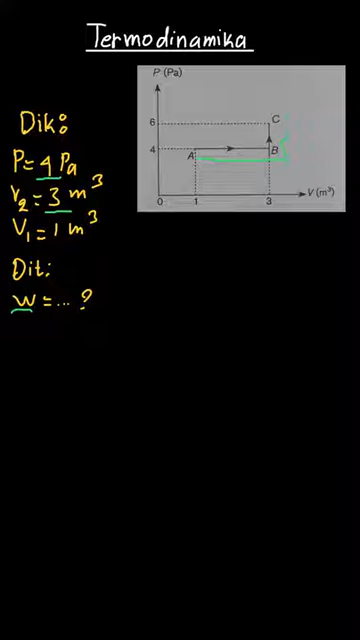 Termodinamika
P (Pa)
6
C
4
A
B
0
1
3
V (m³)
Dik:
P = 4 Pa
V₂ = 3 m³
V₁ = 1 m³
Dit:
W = ... ?